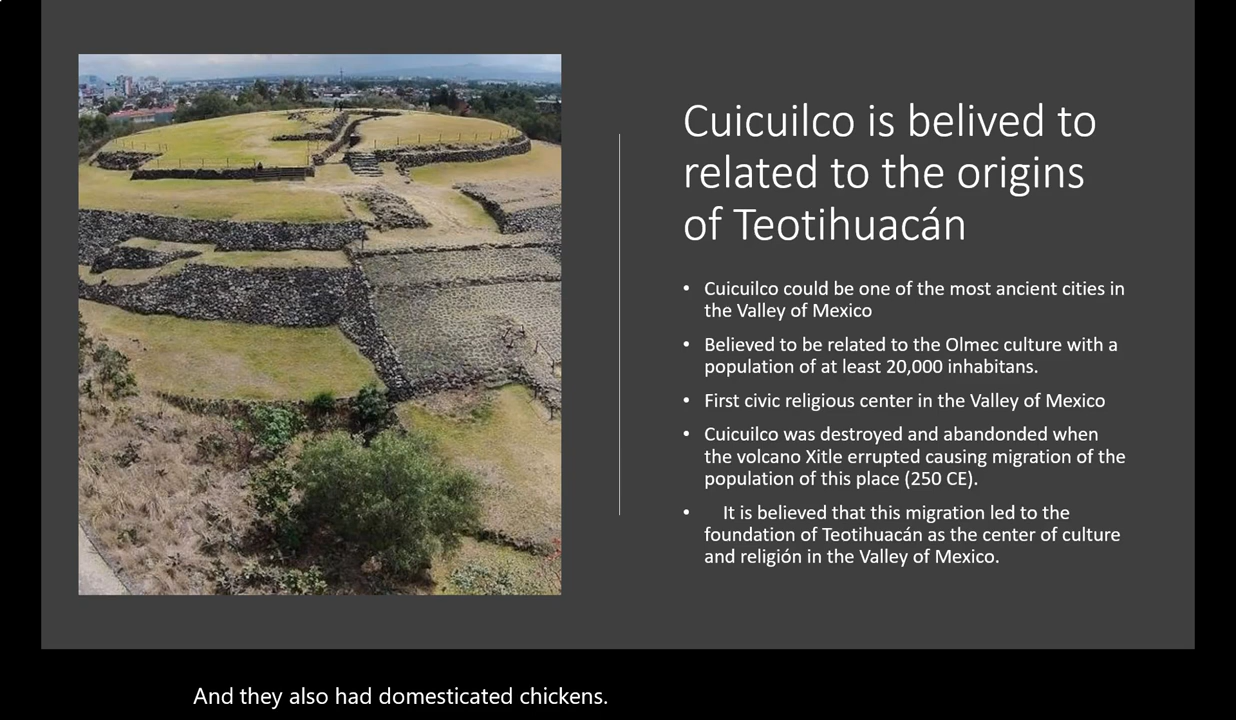 Cuicuilco is belived to
related to the origins
of Teotihuacán
• Cuicuilco could be one of the most ancient cities in
the Valley of Mexico
• Believed to be related to the Olmec culture with a
population of at least 20,000 inhabitans.
• First civic religious center in the Valley of Mexico
• Cuicuilco was destroyed and abandonded when
the volcano Xitle errupted causing migration of the
population of this place (250 CE).
• It is believed that this migration led to the
foundation of Teotihuacán as the center of culture
and religión in the Valley of Mexico.
And they also had domesticated chickens.